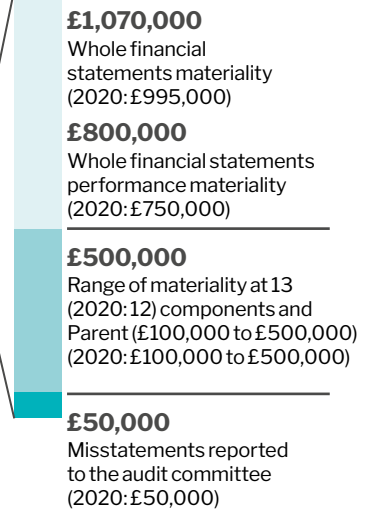 £1,070,000
Whole financial
statements materiality
(2020: £995,000)
£800,000
Whole financial statements
performance materiality
(2020: £750,000)
£500,000
Range of materiality at 13
(2020: 12) components and
Parent (£100,000 to £500,000)
(2020: £100,000 to £500,000)
£50,000
Misstatements reported
to the audit committee
(2020: £50,000)